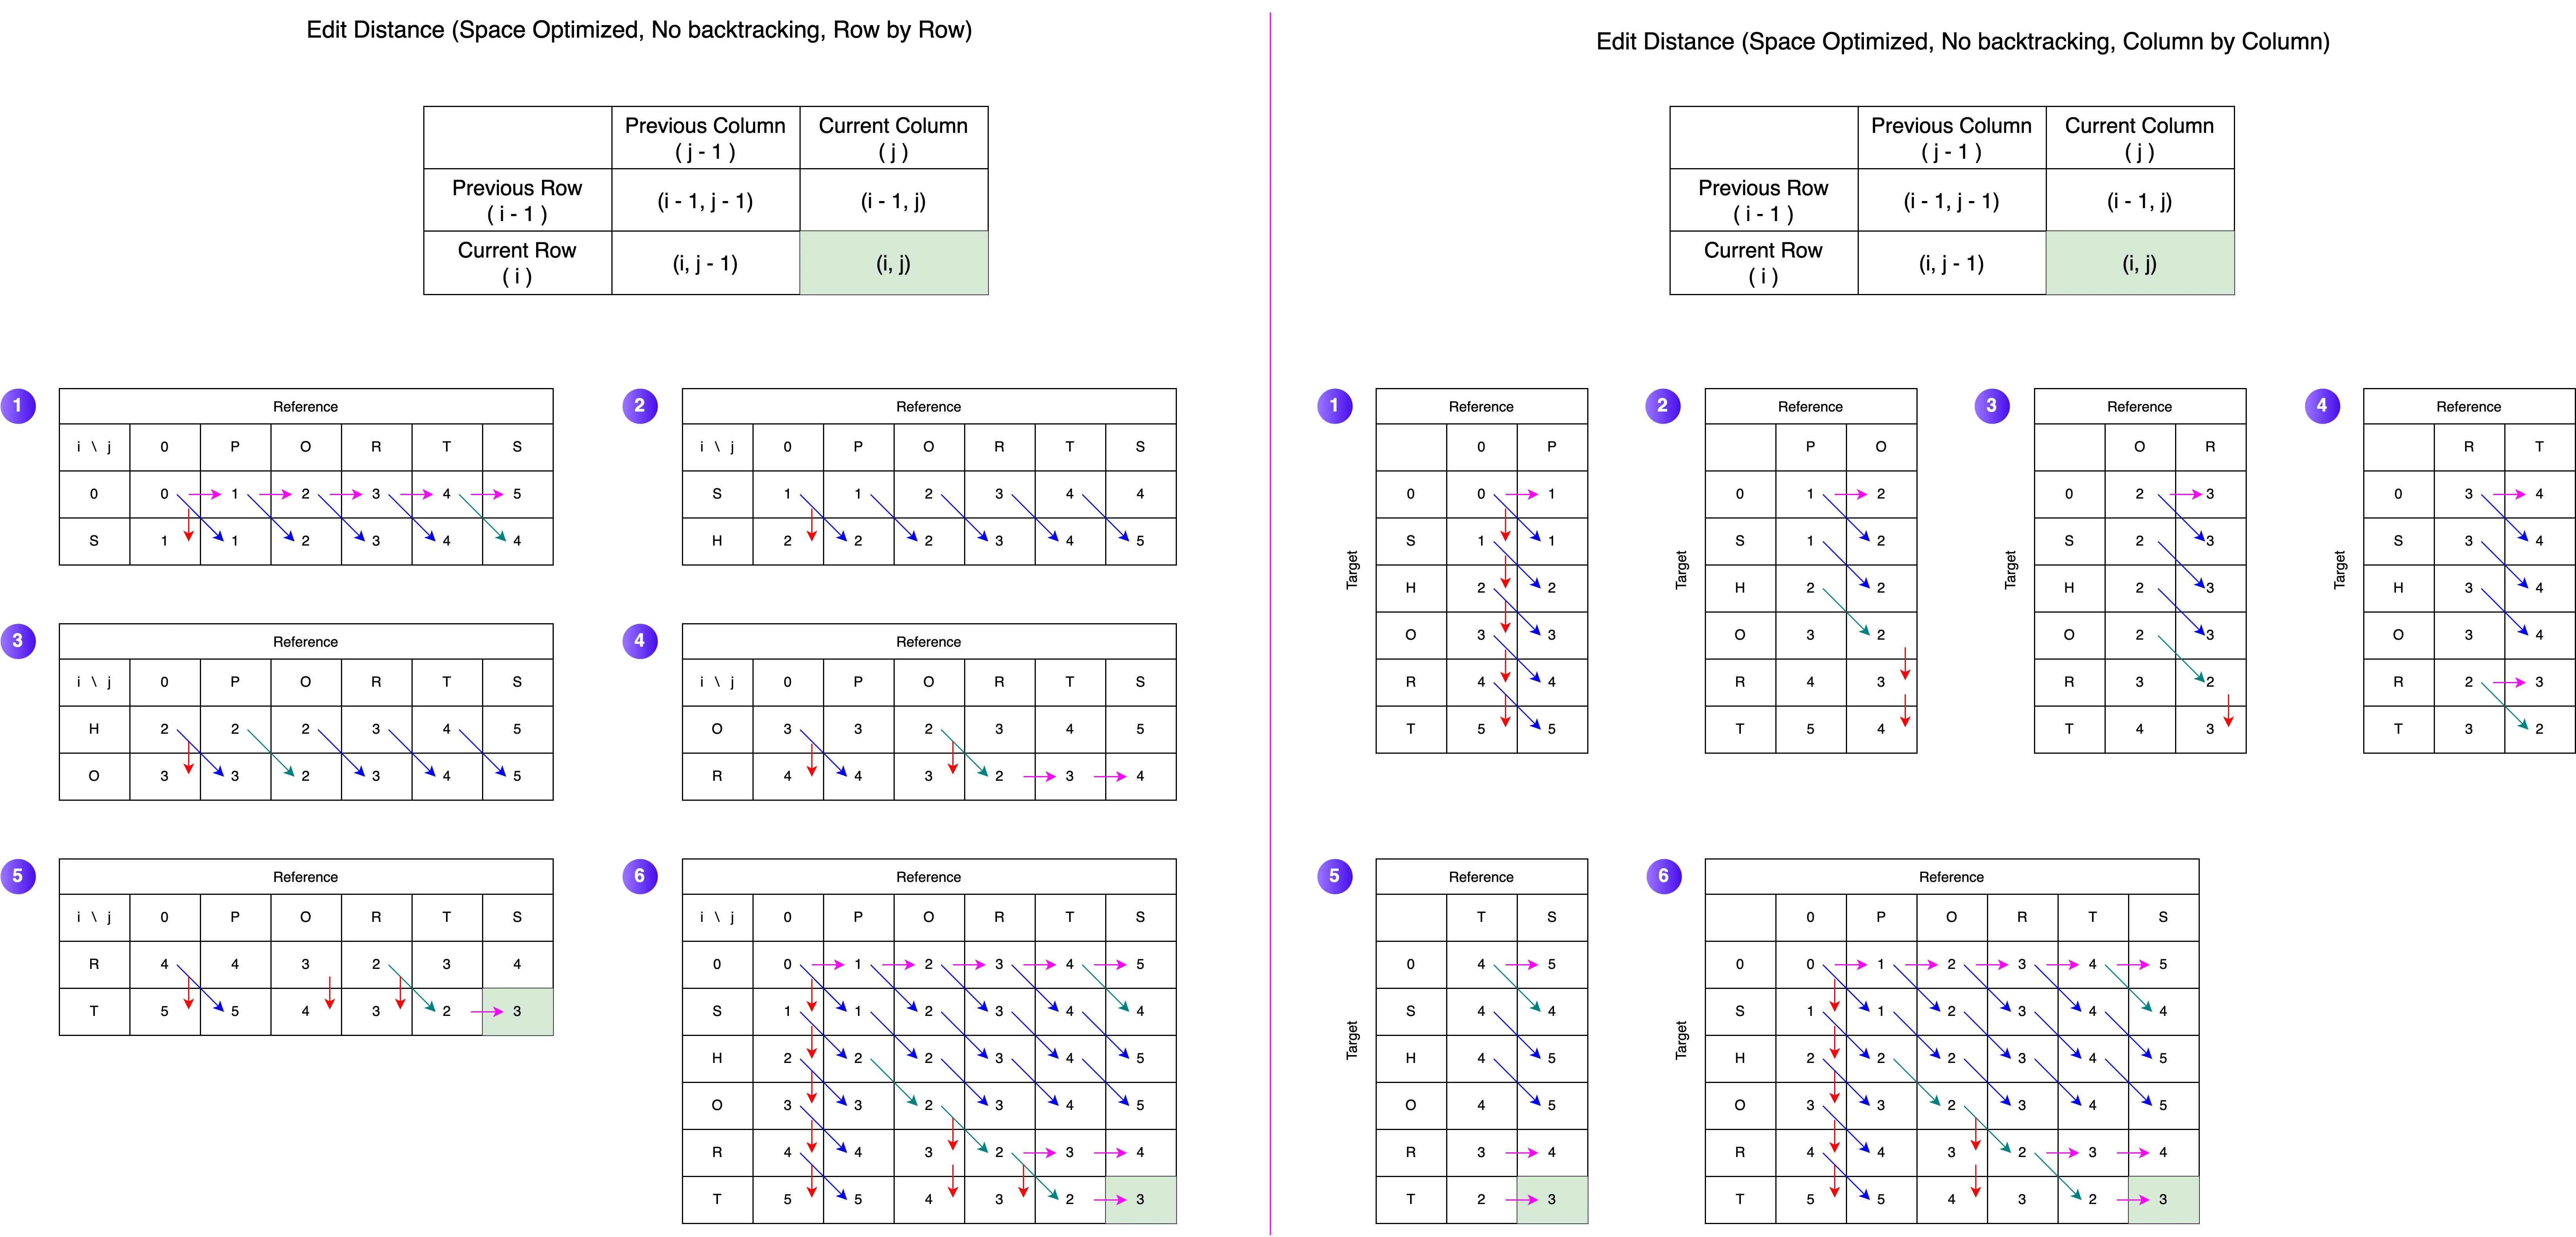 Edit Distance (Space Optimized, No backtracking, Row by Row)
Previous Column Current Column
( j - 1 ) ( j )
Previous Row
( i - 1 ) (i - 1, j - 1) (i - 1, j)
Current Row
( i ) (i, j - 1) (i, j)
1
Reference
i \ j 0 P O R T S
0 0 1 2 3 4 5
S 1 1 2 3 4 4
2
Reference
i \ j 0 P O R T S
S 1 1 2 3 4 4
H 2 2 2 3 4 5
3
Reference
i \ j 0 P O R T S
H 2 2 2 3 4 5
O 3 3 2 3 4 5
4
Reference
i \ j 0 P O R T S
O 3 3 2 3 4 5
R 4 4 3 2 3 4
5
Reference
i \ j 0 P O R T S
R 4 4 3 2 3 4
T 5 5 4 3 2 3
6
Reference
i \ j 0 P O R T S
0 0 1 2 3 4 5
S 1 1 2 3 4 4
H 2 2 2 3 4 5
O 3 3 2 3 4 5
R 4 4 3 2 3 4
T 5 5 4 3 2 3
Edit Distance (Space Optimized, No backtracking, Column by Column)
Previous Column Current Column
( j - 1 ) ( j )
Previous Row
( i - 1 ) (i - 1, j - 1) (i - 1, j)
Current Row
( i ) (i, j - 1) (i, j)
1
Reference
Target
0 P
0 0 1
S 1 1
H 2 2
O 3 3
R 4 4
T 5 5
2
Reference
Target
P O
0 1 2
S 1 2
H 2 2
O 3 2
R 4 3
T 5 4
3
Reference
Target
O R
0 2 3
S 2 3
H 2 3
O 2 3
R 3 2
T 4 3
4
Reference
Target
R T
0 3 4
S 3 4
H 3 4
O 3 4
R 2 3
T 3 2
5
Reference
Target
T S
0 4 5
S 4 4
H 4 5
O 4 5
R 3 4
T 2 3
6
Reference
Target
0 P O R T S
0 0 1 2 3 4 5
S 1 1 2 3 4 4
H 2 2 2 3 4 5
O 3 3 2 3 4 5
R 4 4 3 2 3 4
T 5 5 4 3 2 3